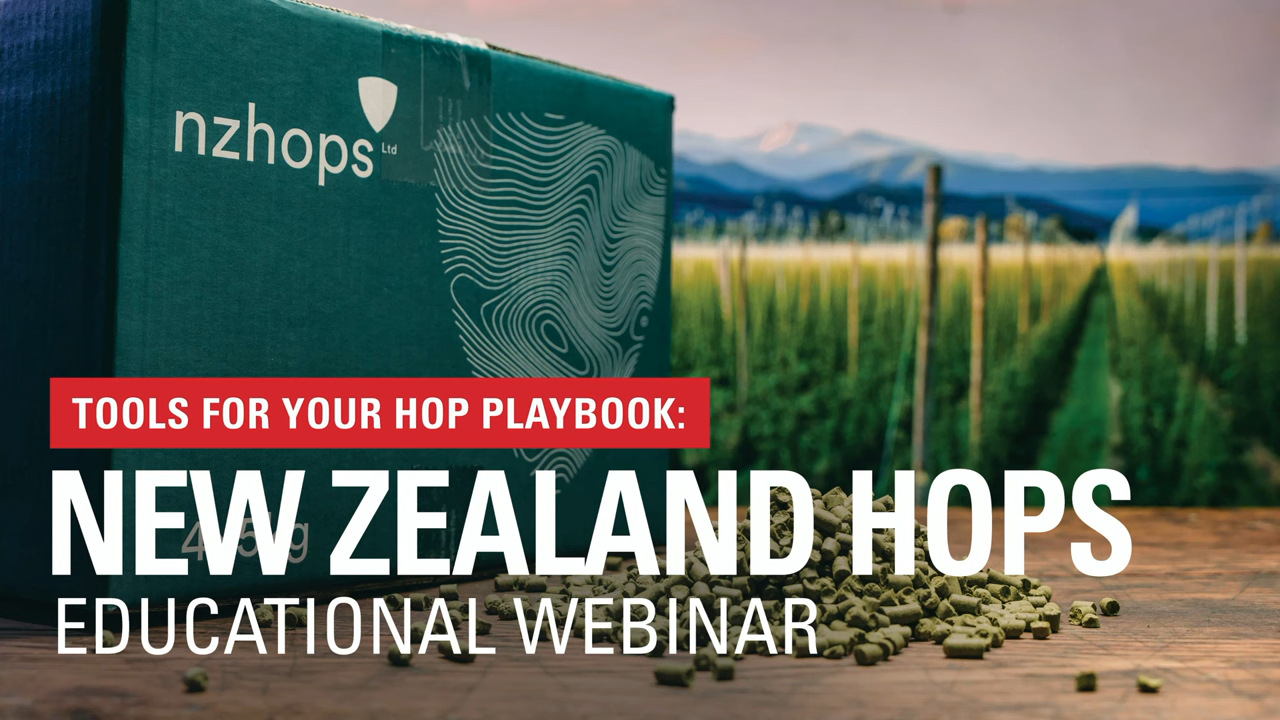 nzhops Ltd
TOOLS FOR YOUR HOP PLAYBOOK:
NEW ZEALAND HOPS
EDUCATIONAL WEBINAR